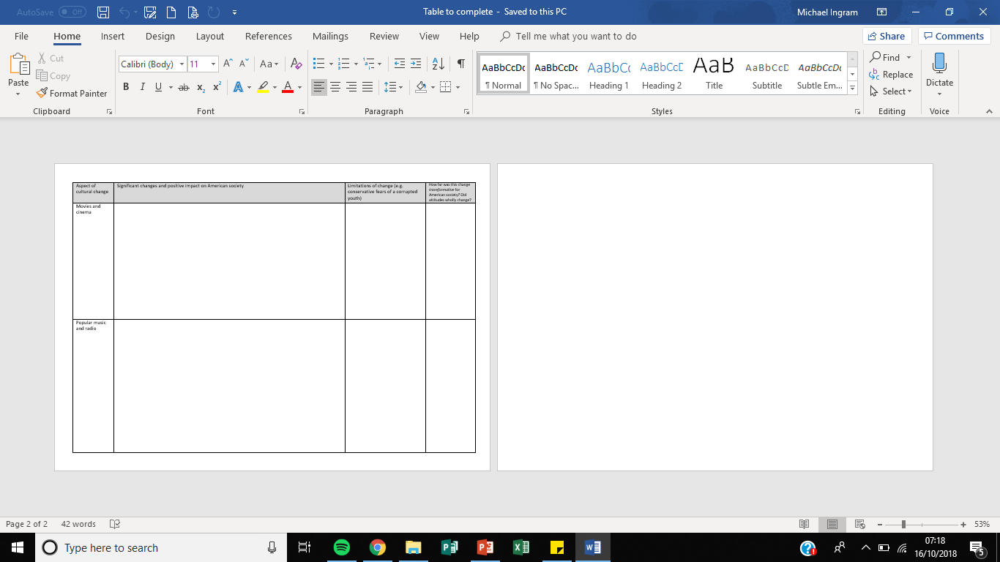 AutoSave Off
Table to complete - Saved to this PC
Michael Ingram
File Home Insert Design Layout References Mailings Review View Help Tell me what you want to do Share Comments
Paste
Cut
Copy
Format Painter
Clipboard
Calibri (Body) 11 Aa
B I U ab x2 x2 A A
Font
Paragraph
AaBbCcDc AaBbCcDc AaBbCc AaBbCcD AaB AaBbCcD AaBbCcDc
¶ Normal ¶ No Spac... Heading 1 Heading 2 Title Subtitle Subtle Em...
Styles
Find
Replace
Select
Editing
Dictate
Voice
Aspect of
cultural change
Significant changes and positive impact on American society
Limitations of change (e.g.
conservative fears of a corrupted
youth)
How far was this change
transformative for
American society? Did
attitudes wholly change?
Movies and
cinema
Popular music
and radio
Page 2 of 2 42 words
53%
Type here to search
07:18
16/10/2018
5